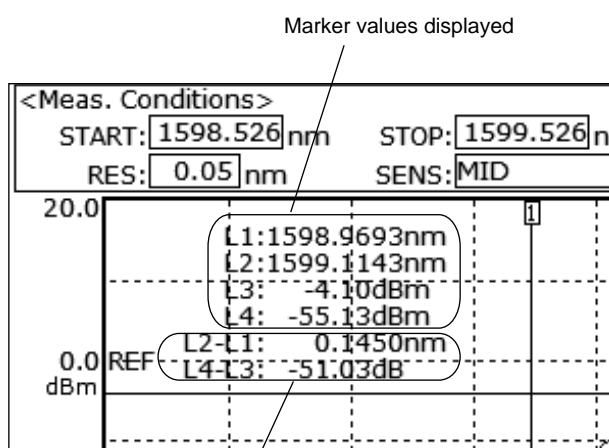 Marker values displayed
<Meas. Conditions>
START: 1598.526 nm STOP: 1599.526 n
RES: 0.05 nm SENS: MID
20.0
1
L1:1598.9693nm
L2:1599.1143nm
L3: -4.10dBm
L4: -55.13dBm
L2-L1: 0.1450nm
0.0 REF L4-L3: -51.03dB
dBm